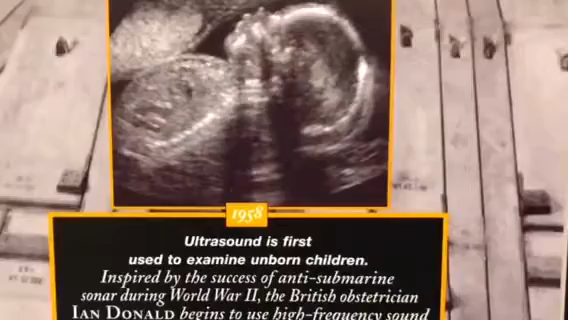 1958
Ultrasound is first
used to examine unborn children.
Inspired by the success of anti-submarine
sonar during World War II, the British obstetrician
IAN DONALD begins to use high-frequency sound